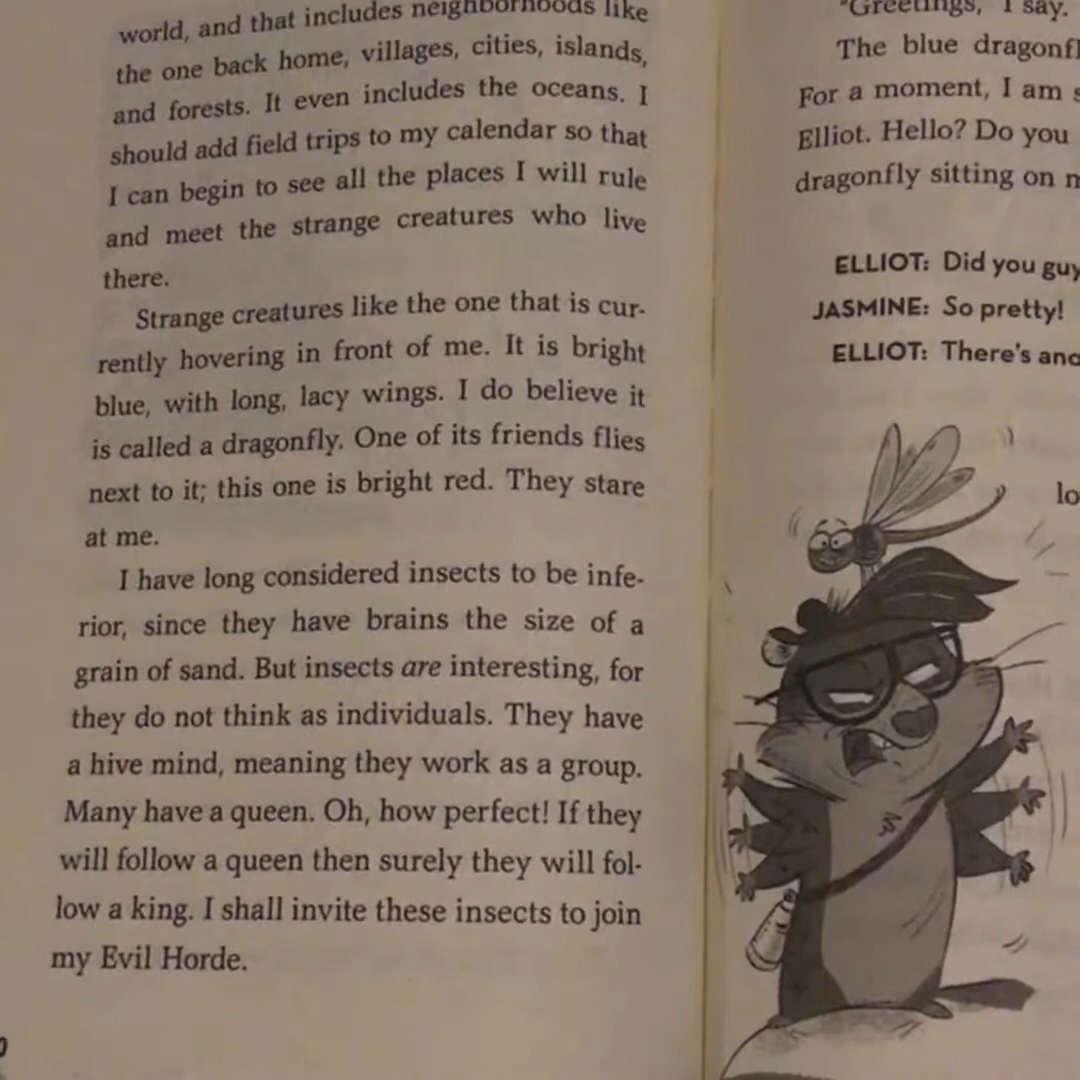 world, and that includes neighborhoods like
the one back home, villages, cities, islands,
and forests. It even includes the oceans. I
should add field trips to my calendar so that
I can begin to see all the places I will rule
and meet the strange creatures who live
there.
Strange creatures like the one that is cur-
rently hovering in front of me. It is bright
blue, with long, lacy wings. I do believe it
is called a dragonfly. One of its friends flies
next to it; this one is bright red. They stare
at me.
I have long considered insects to be infe-
rior, since they have brains the size of a
grain of sand. But insects are interesting, for
they do not think as individuals. They have
a hive mind, meaning they work as a group.
Many have a queen. Oh, how perfect! If they
will follow a queen then surely they will fol-
low a king. I shall invite these insects to join
my Evil Horde.
"Greetings," I say.
The blue
For a moment, I am
Elliot. Hello? Do you
dragonfly sitting on
ELLIOT: Did you
JASMINE: So pretty!
ELLIOT: There's